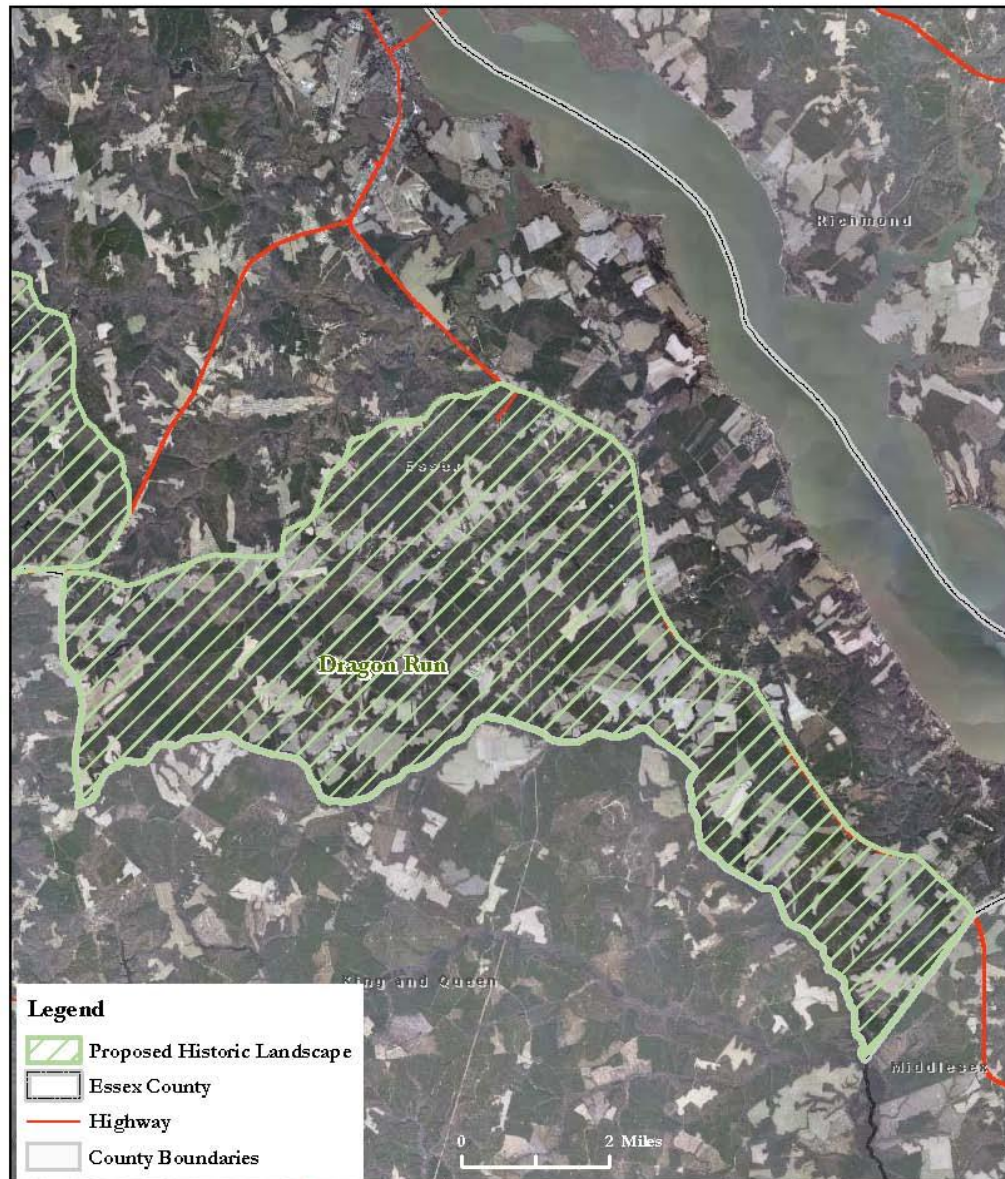 Richmond
Essex
Dragon Run
King and Queen
Middlesex
Legend
Proposed Historic Landscape
Essex County
Highway
County Boundaries
0 2 Miles